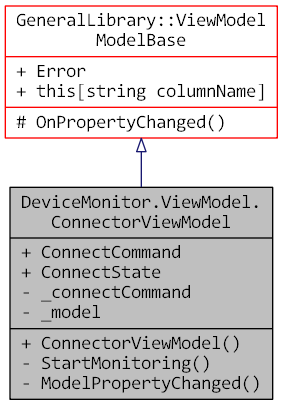 GeneralLibrary::ViewModel
ModelBase
+ Error
+ this[string columnName]
# OnPropertyChanged()
DeviceMonitor.ViewModel.
ConnectorViewModel
+ ConnectCommand
+ ConnectState
- _connectCommand
- _model
+ ConnectorViewModel()
- StartMonitoring()
- ModelPropertyChanged()